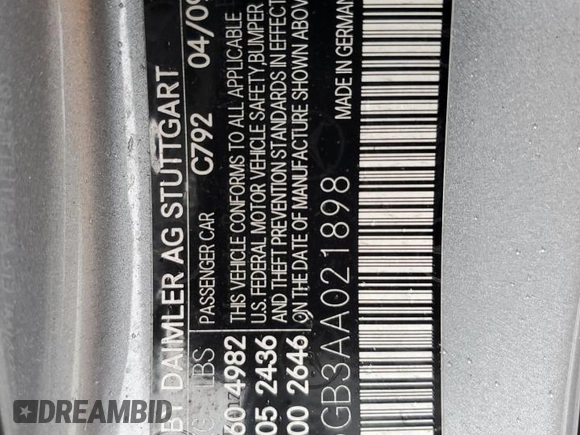 BY DAIMLER AG STUTTGART
LBS PASSENGER CAR C792 04/09
4982 THIS VEHICLE CONFORMS TO ALL APPLICABLE
2436 U.S. FEDERAL MOTOR VEHICLE SAFETY, BUMPER
AND THEFT PREVENTION STANDARDS IN EFFECT
2646 ON THE DATE OF MANUFACTURE SHOWN ABOVE
GB3AA021898
MADE IN GERMANY
DREAMBID